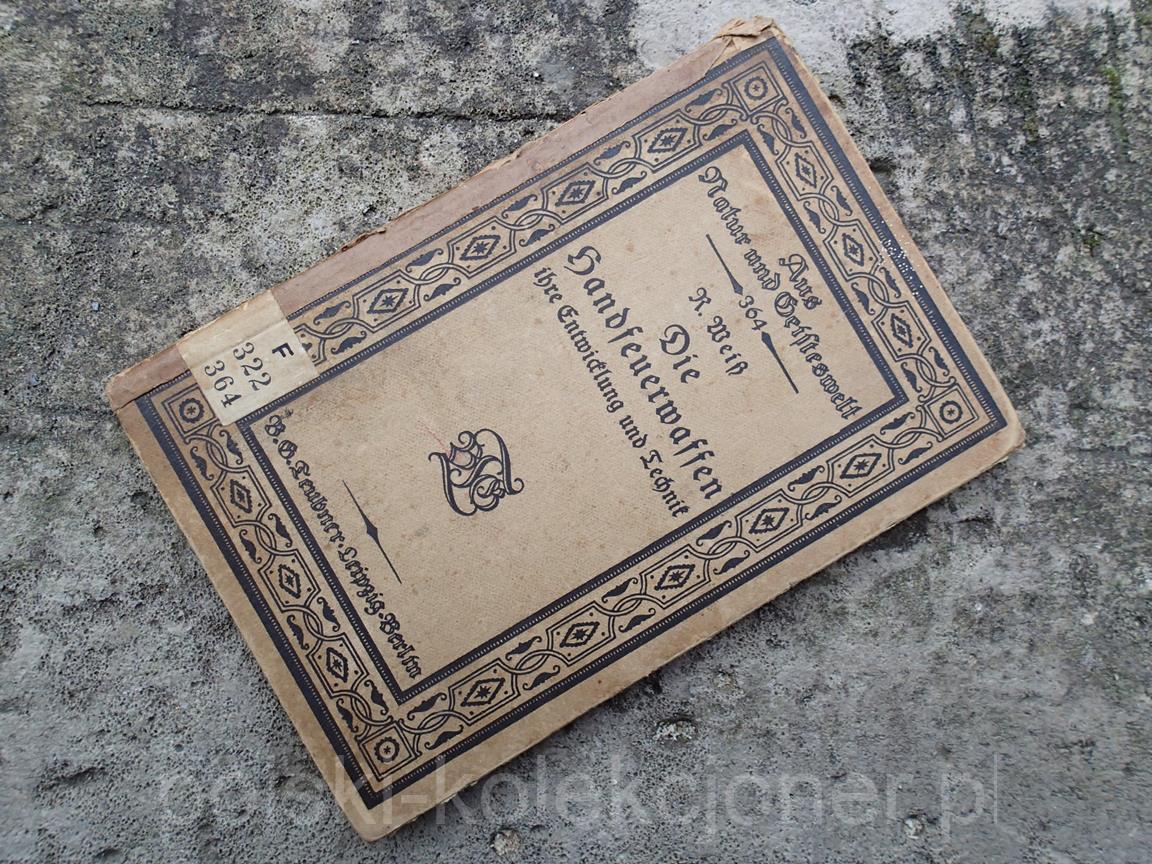 Aus
Natur und Geisteswelt
364
R. Weiß
Die
Handfeuerwaffen
ihre Entwicklung und Technik
B.G.Teubner·Leipzig·Berlin
F
322
364
polski-kolekcjoner.pl